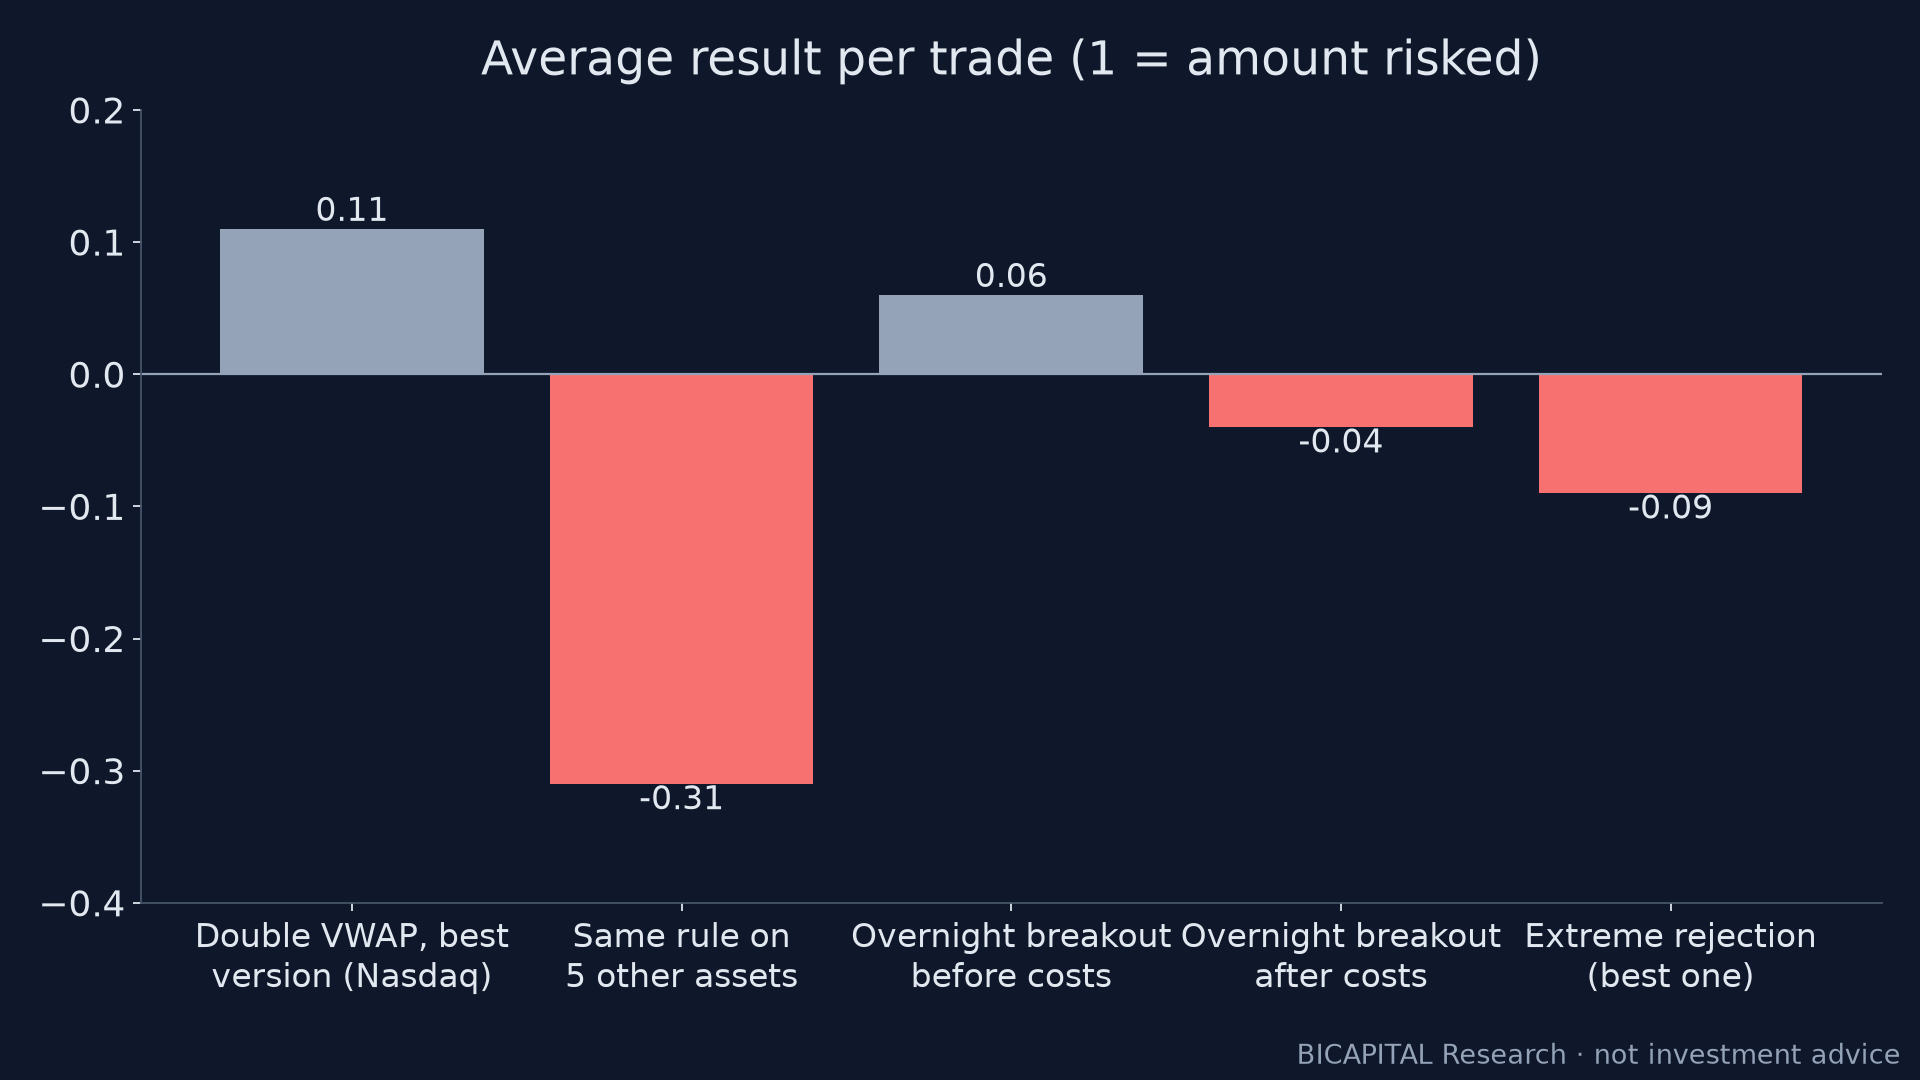 Average result per trade (1 = amount risked)
0.2
0.1
0.0
−0.1
−0.2
−0.3
−0.4
0.11
-0.31
0.06
-0.04
-0.09
Double VWAP, best
version (Nasdaq)
Same rule on
5 other assets
Overnight breakout
before costs
Overnight breakout
after costs
Extreme rejection
(best one)
BICAPITAL Research · not investment advice